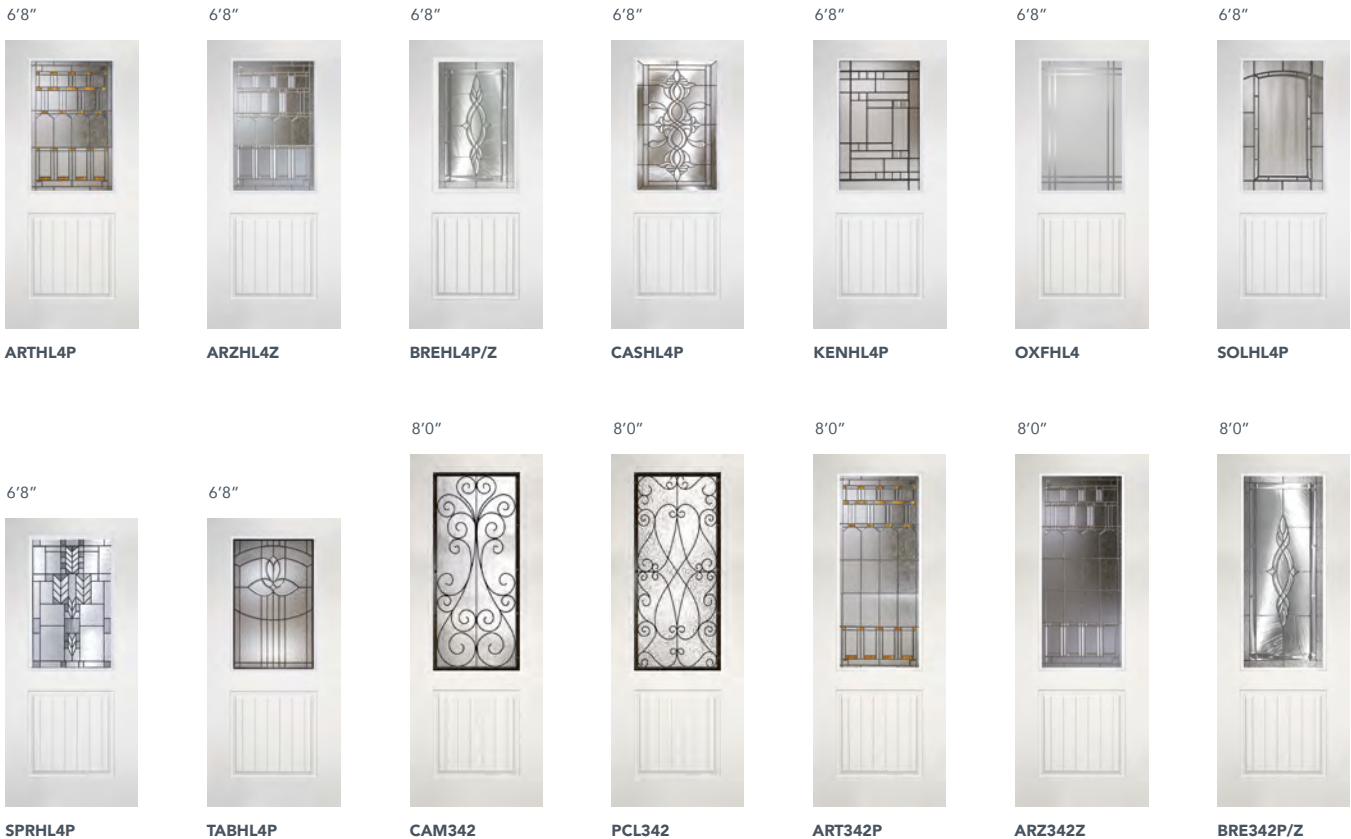 6’8”
6’8”
6’8”
6’8”
6’8”
6’8”
6’8”
ARTHL4P
ARZHL4Z
BREHL4P/Z
CASHL4P
KENHL4P
OXFHL4
SOLHL4P
8’0”
8’0”
8’0”
8’0”
8’0”
6’8”
6’8”
SPRHL4P
TABHL4P
CAM342
PCL342
ART342P
ARZ342Z
BRE342P/Z